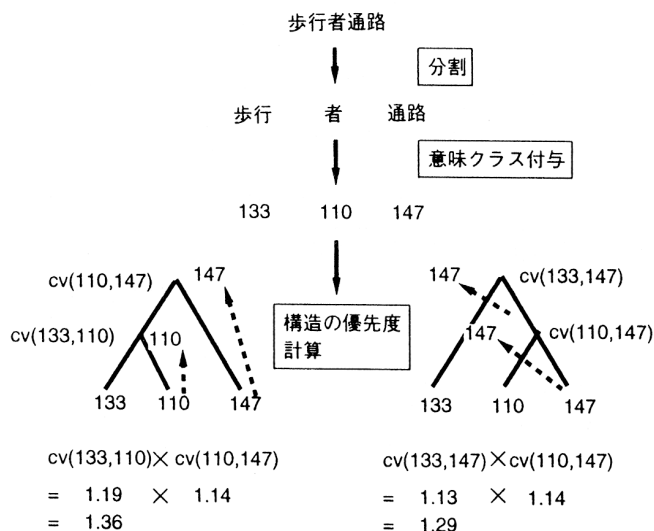 歩行者通路
分割
歩行 者 通路
意味クラス付与
133 110 147
cv(110,147) 147
cv(133,110) 110
133 110 147
構造の優先度
計算
147 cv(133,147)
147 cv(110,147)
133 110 147
cv(133,110)× cv(110,147)
= 1.19 × 1.14
= 1.36
cv(133,147)×cv(110,147)
= 1.13 × 1.14
= 1.29